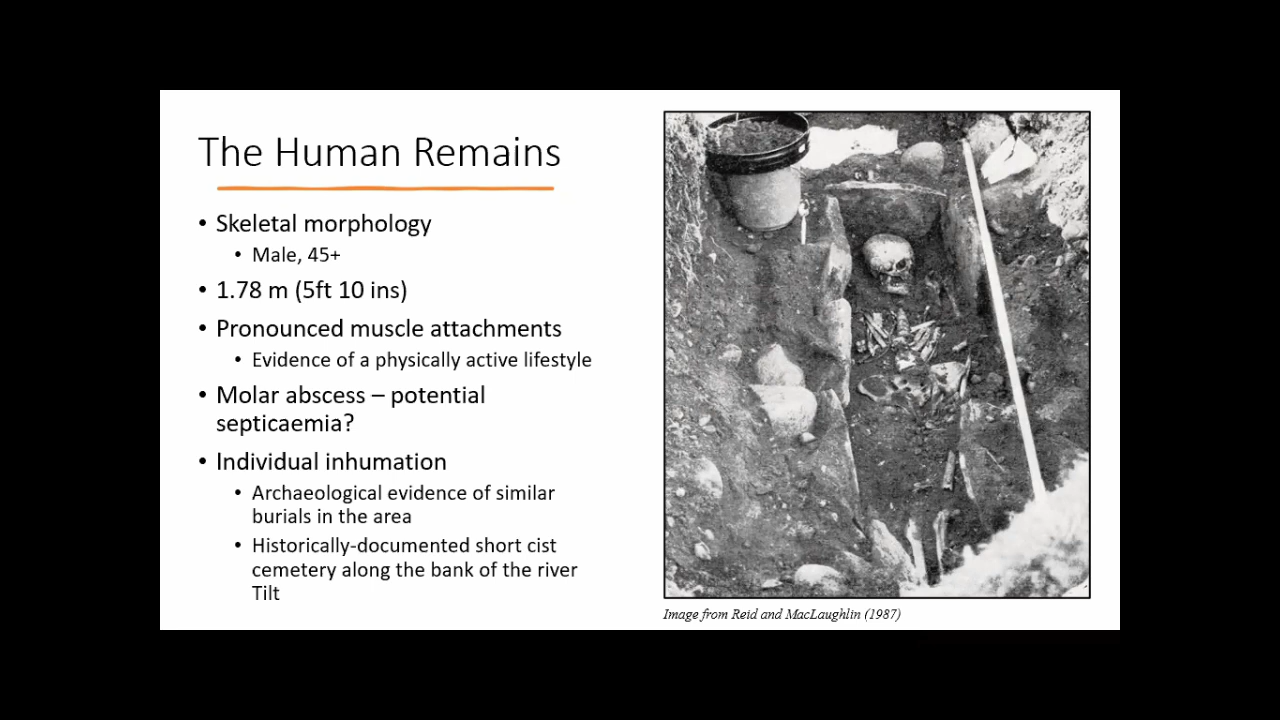 The Human Remains
• Skeletal morphology
• Male, 45+
• 1.78 m (5ft 10 ins)
• Pronounced muscle attachments
• Evidence of a physically active lifestyle
• Molar abscess – potential
septicaemia?
• Individual inhumation
• Archaeological evidence of similar
burials in the area
• Historically-documented short cist
cemetery along the bank of the river
Tilt
Image from Reid and MacLaughlin (1987)